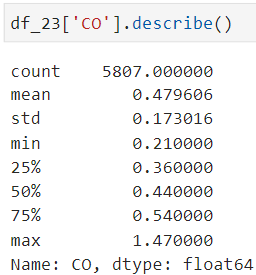 df_23['CO'].describe()
count    5807.000000
mean        0.479606
std         0.173016
min         0.210000
25%         0.360000
50%         0.440000
75%         0.540000
max         1.470000
Name: CO, dtype: float64